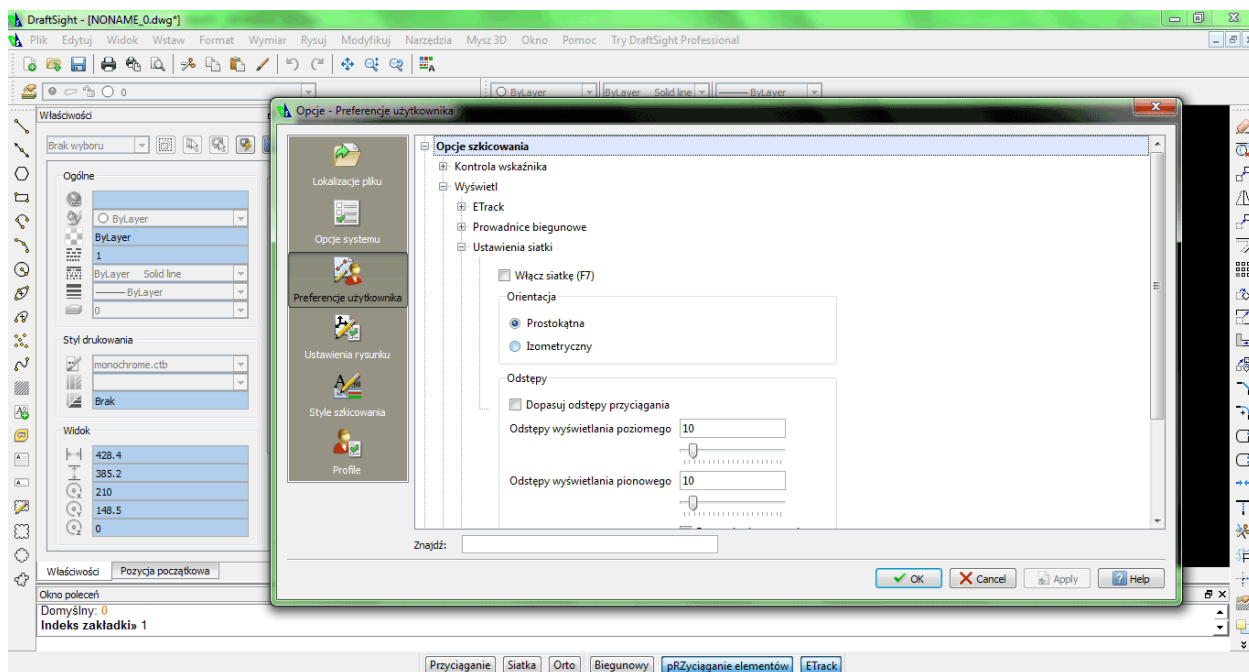 DraftSight - [NONAME_0.dwg*]
Plik Edytuj Widok Wstaw Format Wymiar Rysuj Modyfikuj Narzędzia Mysz 3D Okno Pomoc Try DraftSight Professional
0
ByLayer ByLayer Solid line ByLayer
Właściwości
Brak wyboru
Ogólne
ByLayer
ByLayer
1
ByLayer Solid line
ByLayer
0
Styl drukowania
monochrome.ctb
Brak
Widok
428.4
385.2
210
148.5
0
Właściwości Pozycja początkowa
Opcje - Preferencje użytkownika
Lokalizacje pliku
Opcje systemu
Preferencje użytkownika
Ustawienia rysunku
Style szkicowania
Profile
Opcje szkicowania
Kontrola wskaźnika
Wyświetl
ETrack
Prowadnice biegunowe
Ustawienia siatki
Włącz siatkę (F7)
Orientacja
Prostokątna
Izometryczny
Odstępy
Dopasuj odstępy przyciągania
Odstępy wyświetlania poziomego 10
Odstępy wyświetlania pionowego 10
Znajdź:
OK Cancel Apply Help
Okno poleceń
Domyślny: 0
Indeks zakładki» 1
Przyciąganie Siatka Orto Biegunowy pRZyciąganie elementów ETrack